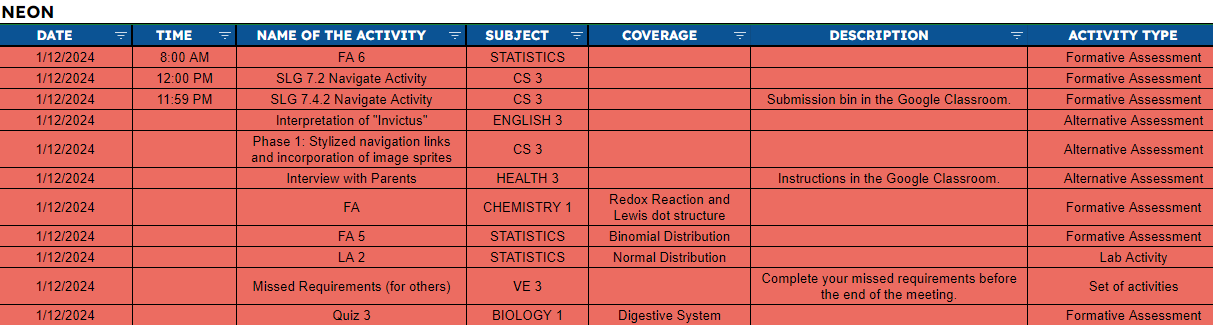 NEON
DATE TIME NAME OF THE ACTIVITY SUBJECT COVERAGE DESCRIPTION ACTIVITY TYPE
1/12/2024 8:00 AM FA 6 STATISTICS Formative Assessment
1/12/2024 12:00 PM SLG 7.2 Navigate Activity CS 3 Formative Assessment
1/12/2024 11:59 PM SLG 7.4.2 Navigate Activity CS 3 Submission bin in the Google Classroom. Formative Assessment
1/12/2024 Interpretation of "Invictus" ENGLISH 3 Alternative Assessment
1/12/2024 Phase 1: Stylized navigation links
and incorporation of image sprites CS 3 Alternative Assessment
1/12/2024 Interview with Parents HEALTH 3 Instructions in the Google Classroom. Alternative Assessment
1/12/2024 FA CHEMISTRY 1 Redox Reaction and
Lewis dot structure Formative Assessment
1/12/2024 FA 5 STATISTICS Binomial Distribution Formative Assessment
1/12/2024 LA 2 STATISTICS Normal Distribution Lab Activity
1/12/2024 Missed Requirements (for others) VE 3 Complete your missed requirements before
the end of the meeting. Set of activities
1/12/2024 Quiz 3 BIOLOGY 1 Digestive System Formative Assessment